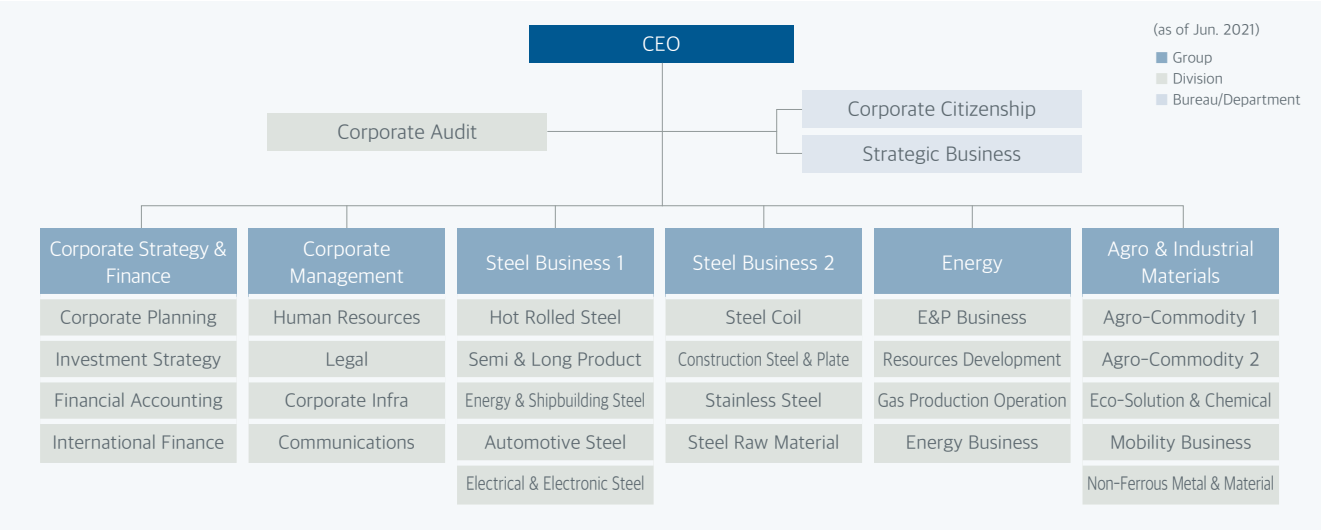 CEO
(as of Jun. 2021)
Group
Division
Bureau/Department
Corporate Audit
Corporate Citizenship
Strategic Business
Corporate Strategy &
Finance
Corporate Planning
Investment Strategy
Financial Accounting
International Finance
Corporate
Management
Human Resources
Legal
Corporate Infra
Communications
Steel Business 1
Hot Rolled Steel
Semi & Long Product
Energy & Shipbuilding Steel
Automotive Steel
Electrical & Electronic Steel
Steel Business 2
Steel Coil
Construction Steel & Plate
Stainless Steel
Steel Raw Material
Energy
E&P Business
Resources Development
Gas Production Operation
Energy Business
Agro & Industrial
Materials
Agro-Commodity 1
Agro-Commodity 2
Eco-Solution & Chemical
Mobility Business
Non-Ferrous Metal & Material